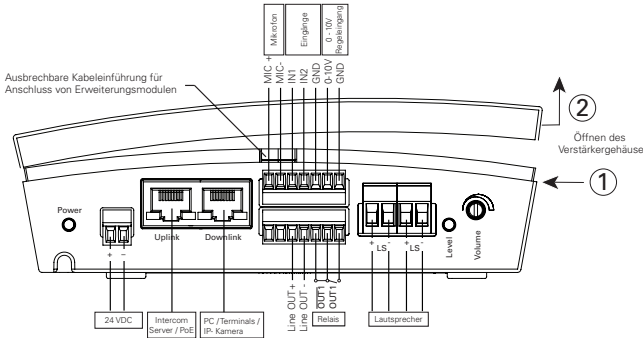 Mikrofon
Eingänge
0 - 10V
Regeleingang
MIC +
MIC-
IN1
IN2
GND
0-10V
GND
Ausbrechbare Kabeleinführung für
Anschluss von Erweiterungsmodulen
2
Öffnen des
Verstärkergehäuse
1
Power
Uplink
Downlink
Level
Volume
+ −
+ LS -
+ LS -
24 VDC
Intercom
Server / PoE
PC / Terminals /
IP- Kamera
Line OUT +
Line OUT -
OUT1
OUT1
Relais
Lautsprecher